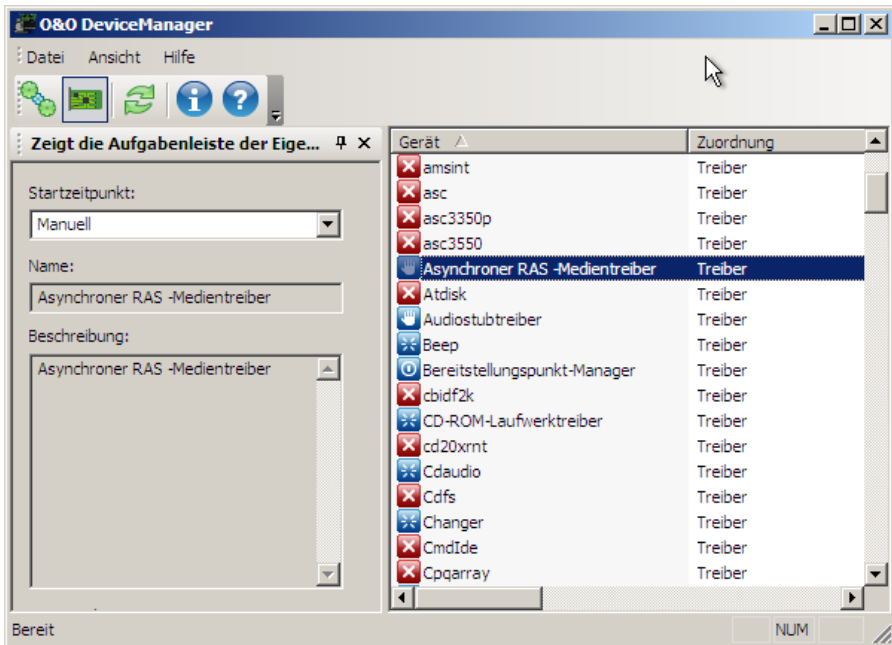 O&O DeviceManager
Datei Ansicht Hilfe
Zeigt die Aufgabenleiste der Eige...
Startzeitpunkt:
Manuell
Name:
Asynchroner RAS -Medientreiber
Beschreibung:
Asynchroner RAS -Medientreiber
Gerät Zuordnung
amsint Treiber
asc Treiber
asc3350p Treiber
asc3550 Treiber
Asynchroner RAS -Medientreiber Treiber
Atdisk Treiber
Audiostubtreiber Treiber
Beep Treiber
Bereitstellungspunkt-Manager Treiber
cbidf2k Treiber
CD-ROM-Laufwerktreiber Treiber
cd20xrnt Treiber
Cdaudio Treiber
Cdfs Treiber
Changer Treiber
CmdIde Treiber
Cpqarray Treiber
Bereit NUM